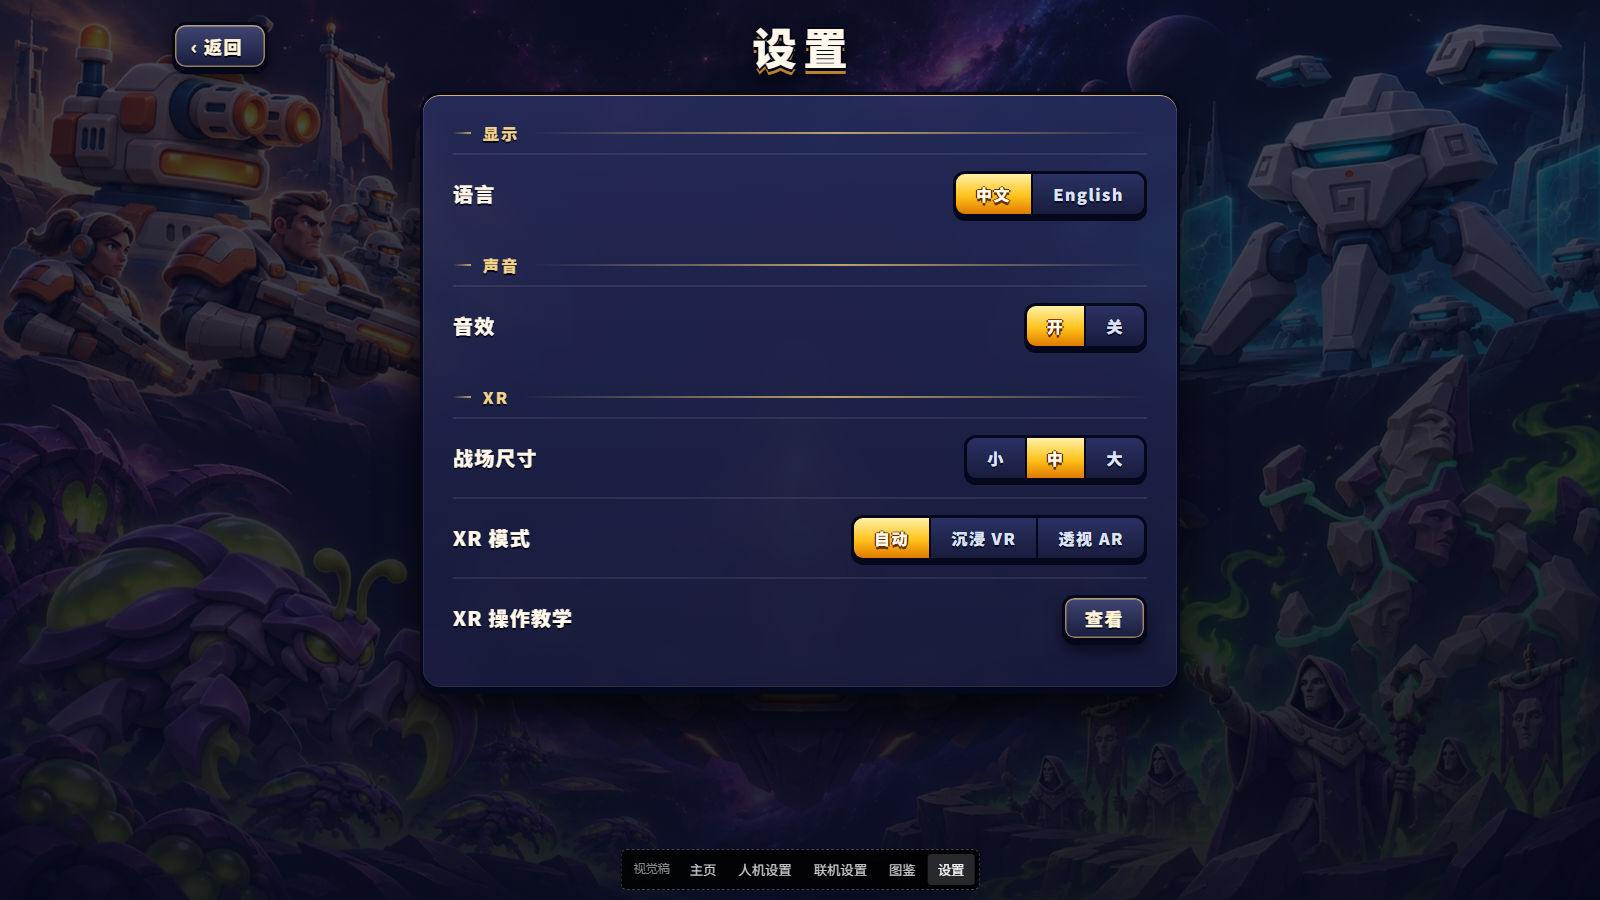 ‹ 返回
设置
显示
语言
中文 English
声音
音效
开 关
XR
战场尺寸
小 中 大
XR 模式
自动 沉浸 VR 透视 AR
XR 操作教学
查看
视觉稿 主页 人机设置 联机设置 图鉴 设置